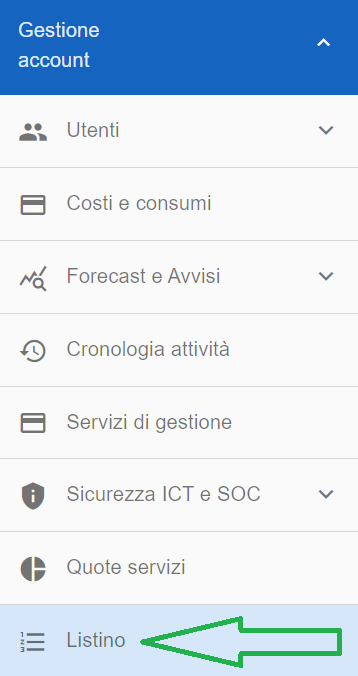 Gestione
account
Utenti
Costi e consumi
Forecast e Avvisi
Cronologia attività
Servizi di gestione
Sicurezza ICT e SOC
Quote servizi
Listino